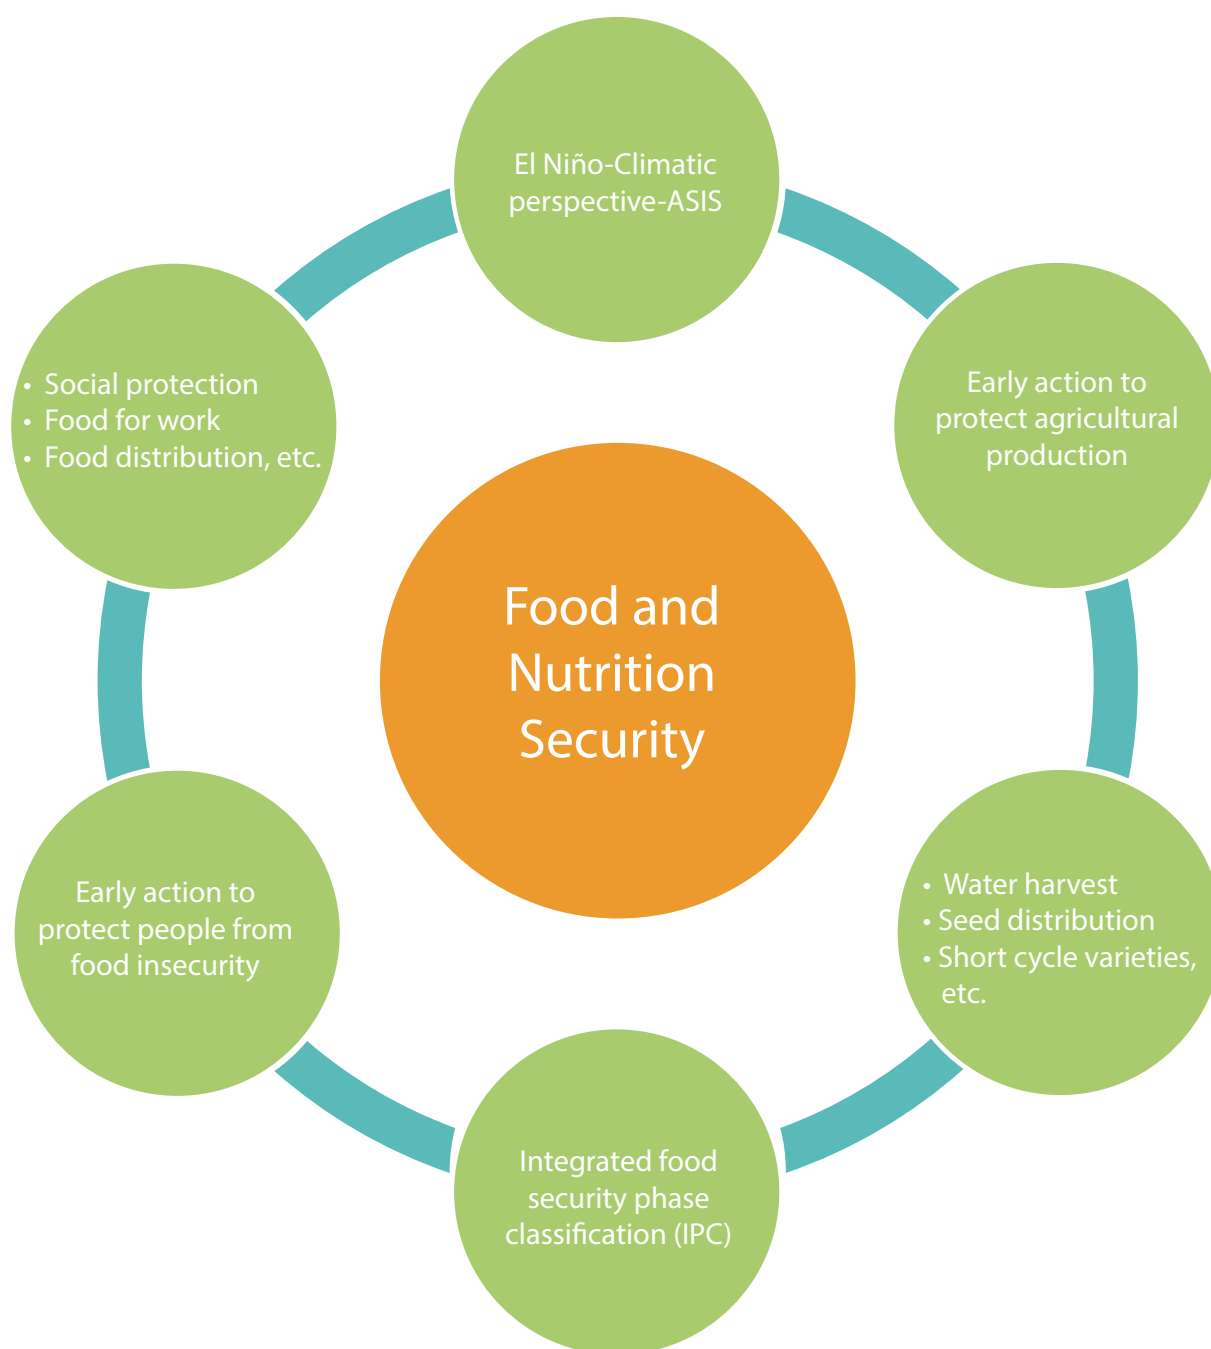 El Niño-Climatic
perspective-ASIS
Early action to
protect agricultural
production
• Water harvest
• Seed distribution
• Short cycle varieties,
etc.
Integrated food
security phase
classification (IPC)
Early action to
protect people from
food insecurity
• Social protection
• Food for work
• Food distribution, etc.
Food and
Nutrition
Security